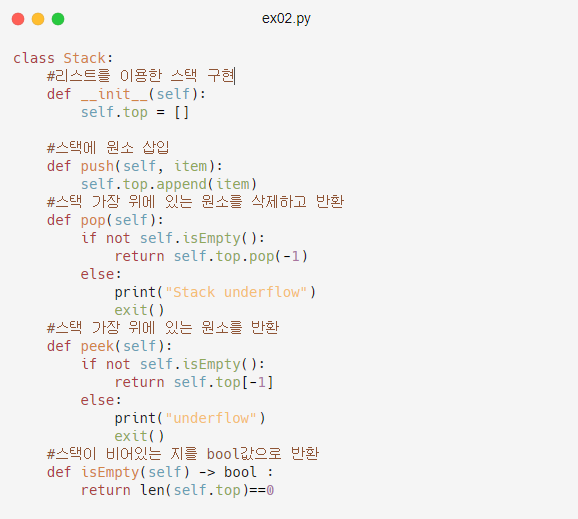 ex02.py
class Stack:
    #리스트를 이용한 스택 구현
    def __init__(self):
        self.top = []

    #스택에 원소 삽입
    def push(self, item):
        self.top.append(item)
    #스택 가장 위에 있는 원소를 삭제하고 반환
    def pop(self):
        if not self.isEmpty():
            return self.top.pop(-1)
        else:
            print("Stack underflow")
            exit()
    #스택 가장 위에 있는 원소를 반환
    def peek(self):
        if not self.isEmpty():
            return self.top[-1]
        else:
            print("underflow")
            exit()
    #스택이 비어있는 지를 bool값으로 반환
    def isEmpty(self) -> bool :
        return len(self.top)==0